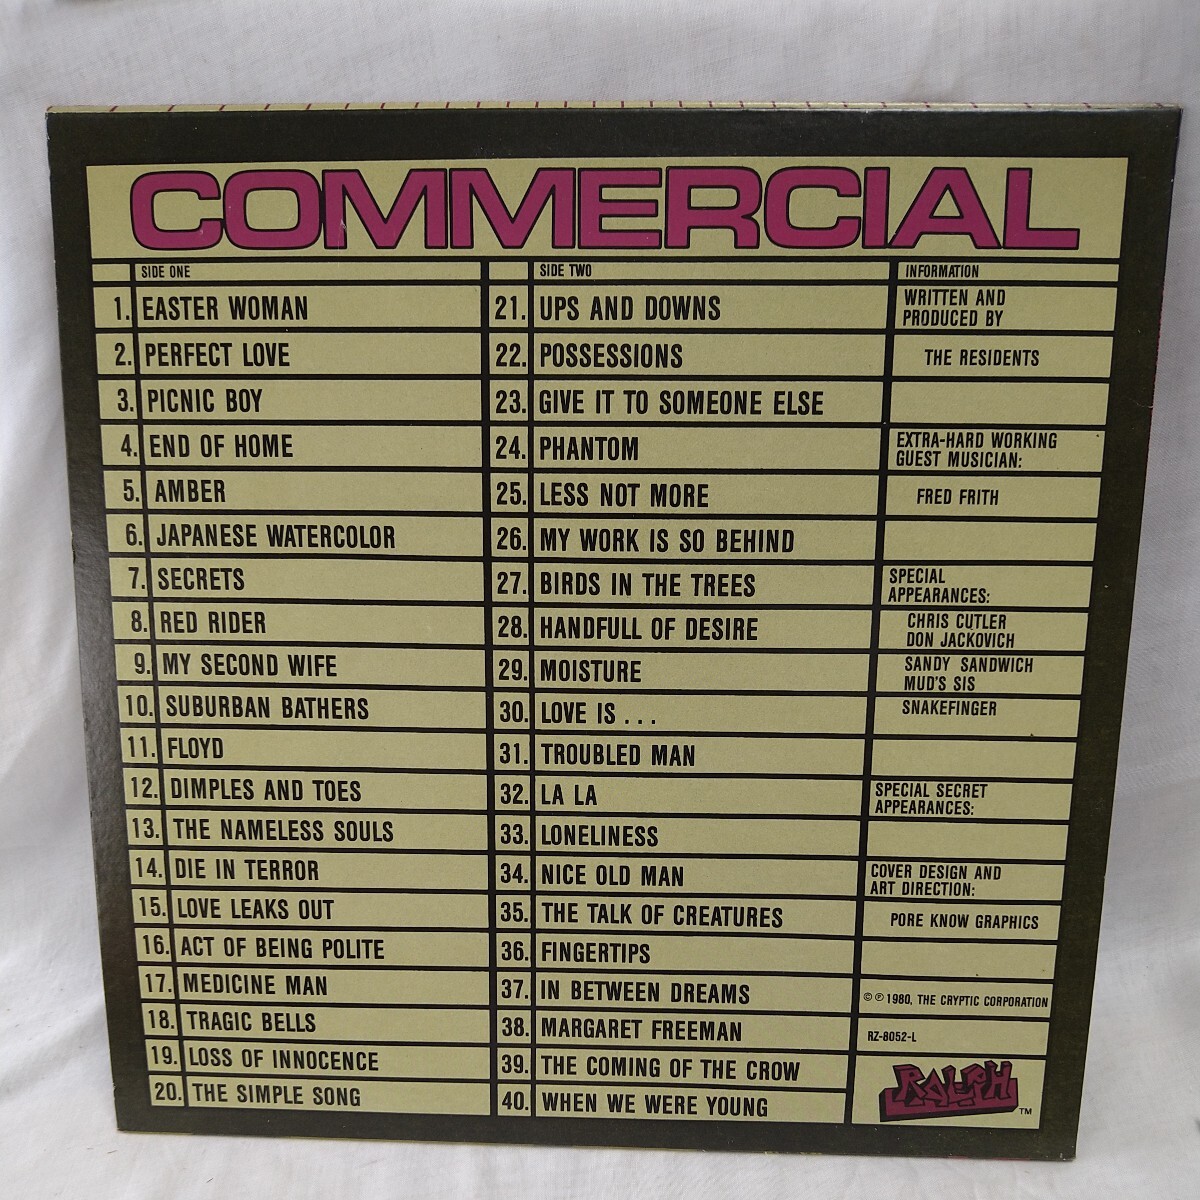 COMMERCIAL
SIDE ONE
1. EASTER WOMAN
2. PERFECT LOVE
3. PICNIC BOY
4. END OF HOME
5. AMBER
6. JAPANESE WATERCOLOR
7. SECRETS
8. RED RIDER
9. MY SECOND WIFE
10. SUBURBAN BATHERS
11. FLOYD
12. DIMPLES AND TOES
13. THE NAMELESS SOULS
14. DIE IN TERROR
15. LOVE LEAKS OUT
16. ACT OF BEING POLITE
17. MEDICINE MAN
18. TRAGIC BELLS
19. LOSS OF INNOCENCE
20. THE SIMPLE SONG
SIDE TWO
21. UPS AND DOWNS
22. POSSESSIONS
23. GIVE IT TO SOMEONE ELSE
24. PHANTOM
25. LESS NOT MORE
26. MY WORK IS SO BEHIND
27. BIRDS IN THE TREES
28. HANDFULL OF DESIRE
29. MOISTURE
30. LOVE IS . . .
31. TROUBLED MAN
32. LA LA
33. LONELINESS
34. NICE OLD MAN
35. THE TALK OF CREATURES
36. FINGERTIPS
37. IN BETWEEN DREAMS
38. MARGARET FREEMAN
39. THE COMING OF THE CROW
40. WHEN WE WERE YOUNG
INFORMATION
WRITTEN AND
PRODUCED BY
THE RESIDENTS
EXTRA-HARD WORKING
GUEST MUSICIAN:
FRED FRITH
SPECIAL
APPEARANCES:
CHRIS CUTLER
DON JACKOVICH
SANDY SANDWICH
MUD'S SIS
SNAKEFINGER
SPECIAL SECRET
APPEARANCES:
COVER DESIGN AND
ART DIRECTION:
PORE KNOW GRAPHICS
© ℗ 1980, THE CRYPTIC CORPORATION
RZ-8052-L
RALPH
TM